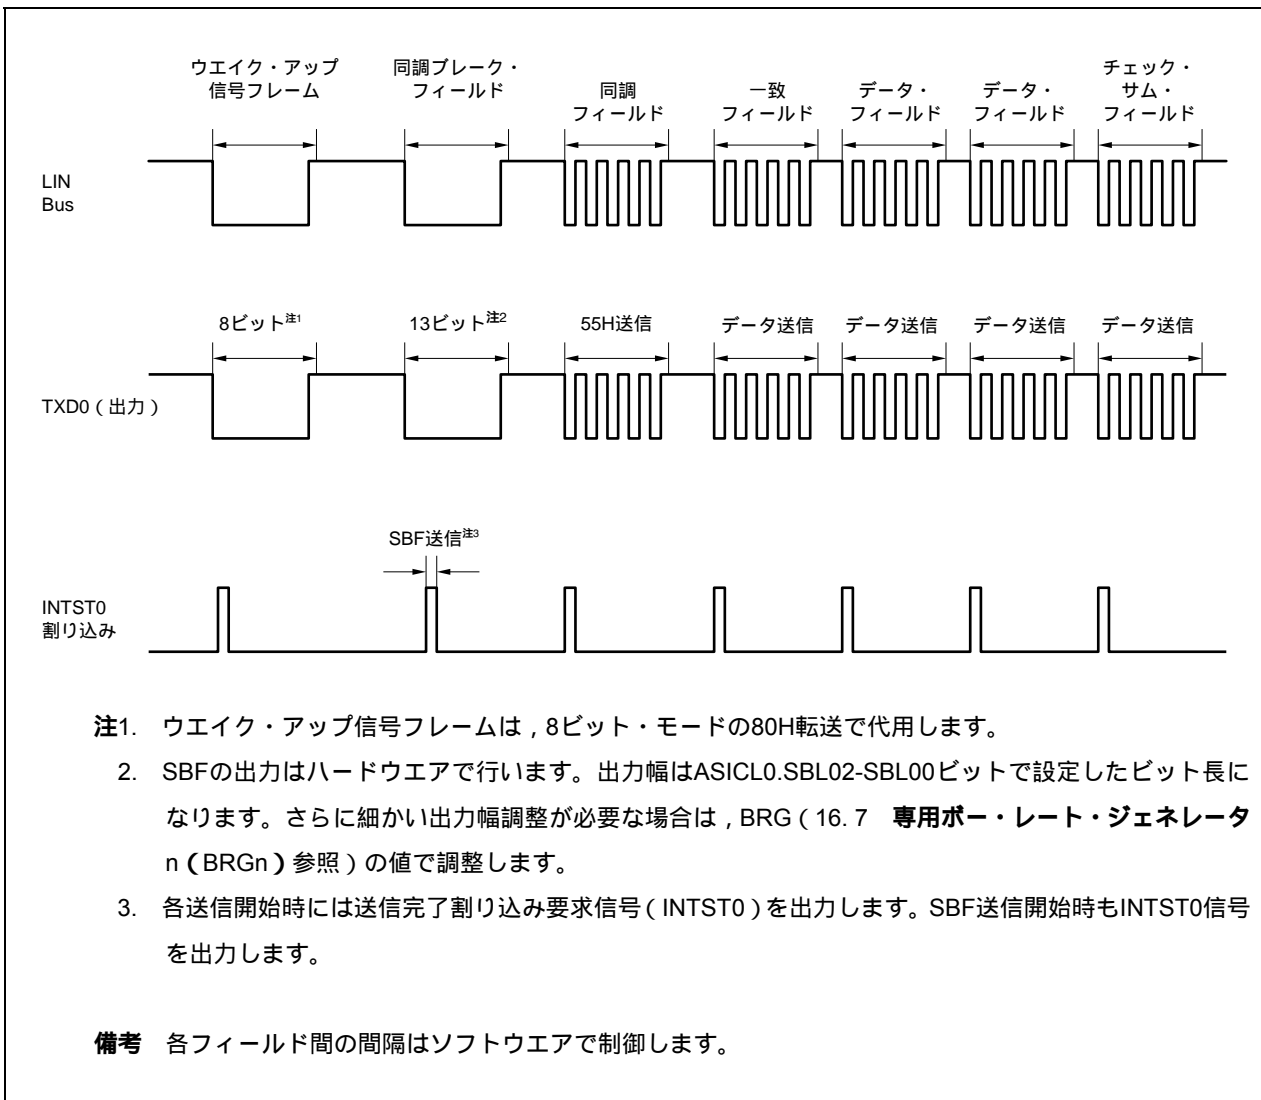 ウエイク・アップ
信号フレーム
同調ブレーク・
フィールド
同調
フィールド
一致
フィールド
データ・
フィールド
データ・
フィールド
チェック・
サム・
フィールド
LIN
Bus
8ビット注1
13ビット注2
55H送信
データ送信
データ送信
データ送信
データ送信
TXD0（出力）
SBF送信注3
INTST0
割り込み
注1. ウエイク・アップ信号フレームは，8ビット・モードの80H転送で代用します。
2. SBFの出力はハードウエアで行います。出力幅はASICL0.SBL02-SBL00ビットで設定したビット長に
なります。さらに細かい出力幅調整が必要な場合は，BRG（16. 7 専用ボー・レート・ジェネレータ
n（BRGn）参照）の値で調整します。
3. 各送信開始時には送信完了割り込み要求信号（INTST0）を出力します。SBF送信開始時もINTST0信号
を出力します。
備考 各フィールド間の間隔はソフトウエアで制御します。